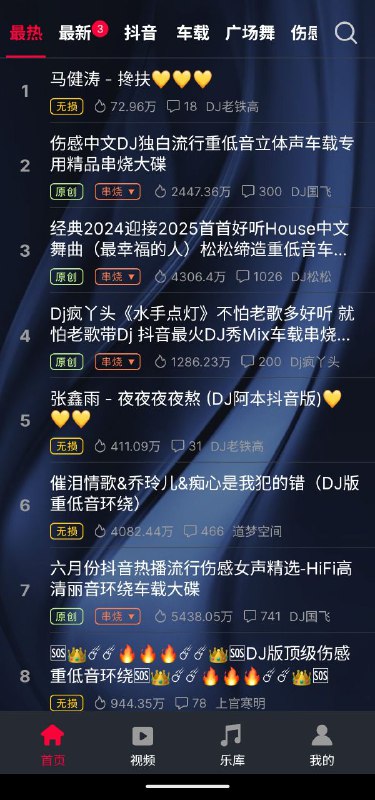 最热 最新 3 抖音 车载 广场舞 伤感
1
马健涛 - 搀扶💛💛💛
无损 72.96万 18 DJ老铁高
2
伤感中文DJ独白流行重低音立体声车载专
用精品串烧大碟
原创 串烧 ▼ 2447.36万 300 DJ国飞
3
经典2024迎接2025首首好听House中文
舞曲（最幸福的人）松松缔造重低音车...
原创 串烧 ▼ 4306.4万 1026 DJ松松
4
Dj疯丫头《水手点灯》不怕老歌多好听 就
怕老歌带Dj 抖音最火DJ秀Mix车载串烧...
原创 串烧 ▼ 1286.23万 200 Dj疯丫头
5
张鑫雨 - 夜夜夜夜熬 (DJ阿本抖音版)💛
💛💛
无损 411.09万 31 DJ老铁高
6
催泪情歌&乔玲儿&痴心是我犯的错（DJ版
重低音环绕）
无损 4082.44万 466 道梦空间
7
六月份抖音热播流行伤感女声精选-HiFi高
清丽音环绕车载大碟
原创 串烧 ▼ 5438.05万 741 DJ国飞
8
🆘👑☄☄🔥🔥🔥☄☄👑🆘DJ版顶级伤感
重低音环绕🆘👑☄☄🔥🔥🔥☄☄👑🆘
无损 944.35万 78 上官寒明
首页 视频 乐库 我的